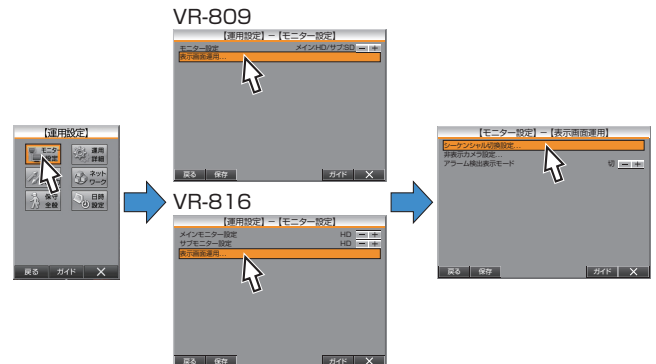 VR-809
【運用設定】－【モニター設定】
モニター設定 メイン:HD/サブ:SD － ＋
表示画面運用...
戻る 保存 ガイド X
【運用設定】
モニター設定 運用詳細
ネットワーク
保守全般 日時設定
戻る ガイド X
VR-816
【運用設定】－【モニター設定】
メインモニター設定 HD － ＋
サブモニター設定 HD － ＋
表示画面運用...
戻る 保存 ガイド X
【モニター設定】－【表示画面運用】
シーケンシャル切換設定...
非表示カメラ設定...
アラーム検出表示モード 切 － ＋
戻る 保存 ガイド X